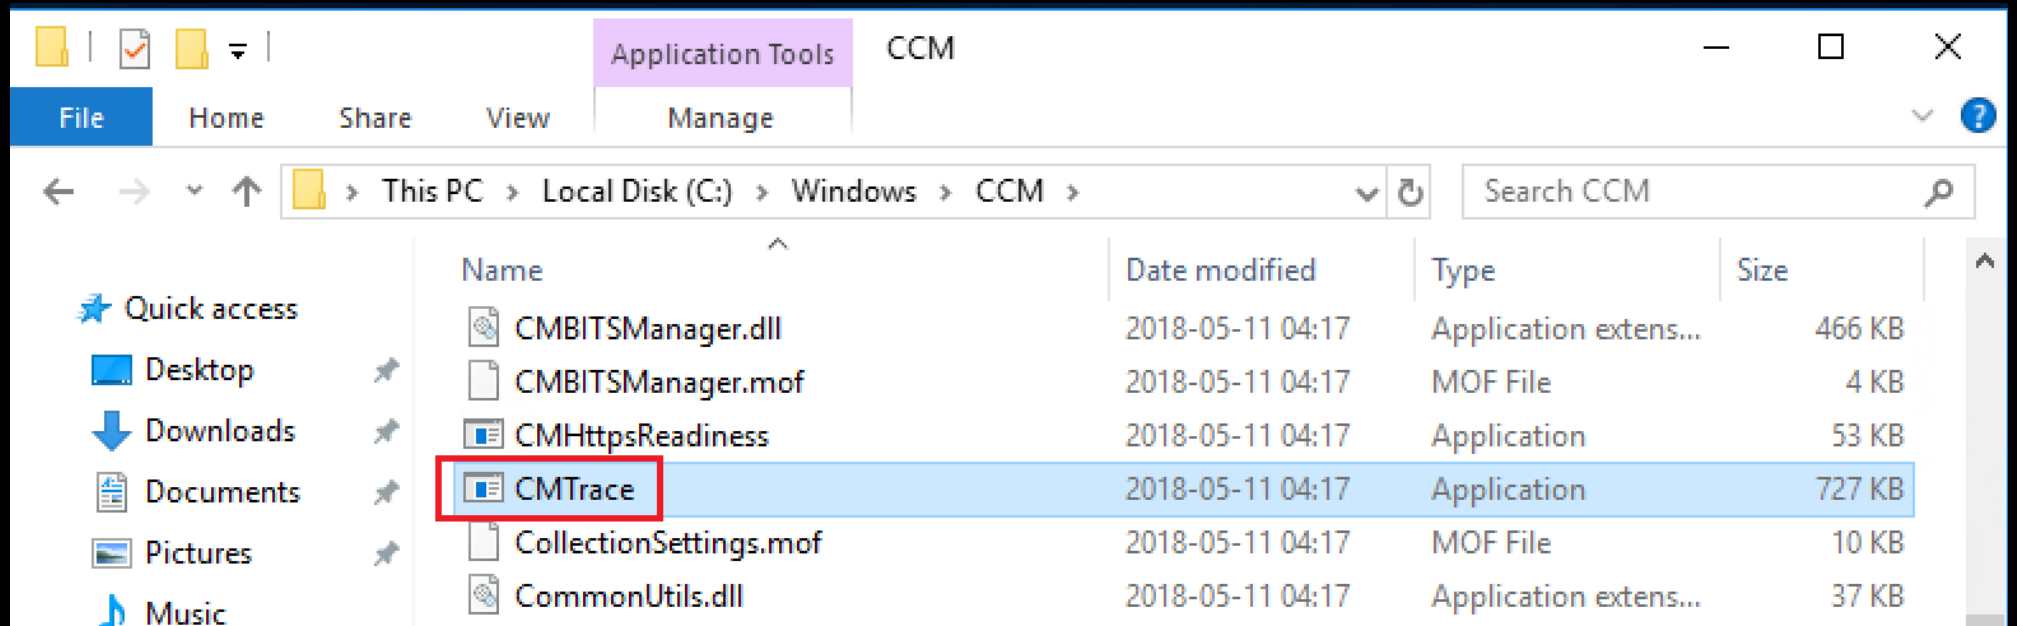 Application Tools CCM
File Home Share View Manage ?
This PC > Local Disk (C:) > Windows > CCM > Search CCM
Name Date modified Type Size
Quick access
Desktop
Downloads
Documents
Pictures
Music
CMBITSManager.dll 2018-05-11 04:17 Application extens... 466 KB
CMBITSManager.mof 2018-05-11 04:17 MOF File 4 KB
CMHttpsReadiness 2018-05-11 04:17 Application 53 KB
CMTrace 2018-05-11 04:17 Application 727 KB
CollectionSettings.mof 2018-05-11 04:17 MOF File 10 KB
CommonUtils.dll 2018-05-11 04:17 Application extens... 37 KB